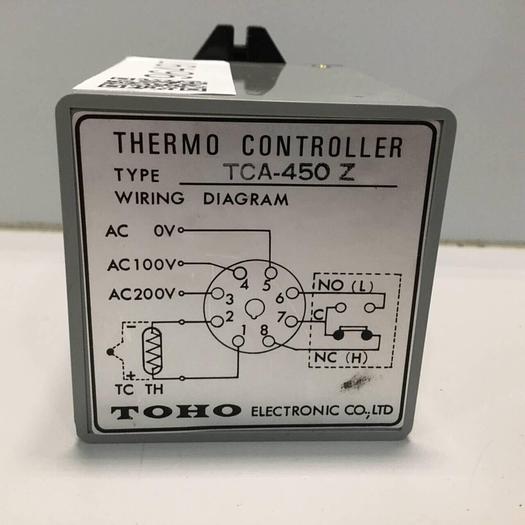 THERMO CONTROLLER
TYPE TCA-450 Z
WIRING DIAGRAM
AC 0V
AC100V
AC200V
4 5
3 6
2 7
1 8
NO (L)
C
NC (H)
-
+
TC TH
TOHO ELECTRONIC CO.,LTD